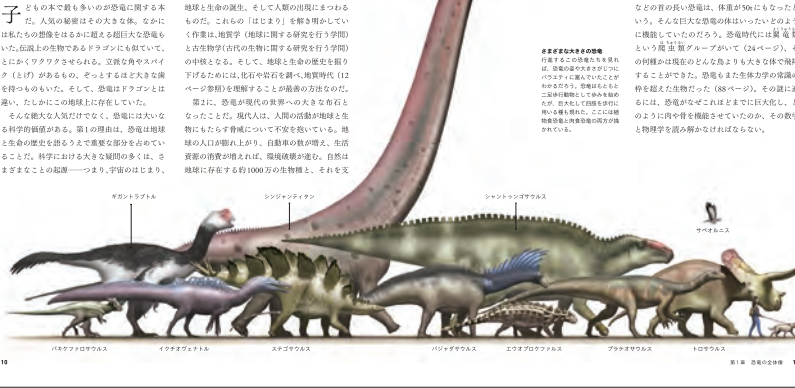 子どもの本で最も多いのが恐竜に関する本
だ。人気の秘密はその大きな体。なかに
は私たちの想像をはるかに超える超巨大な恐竜も
いた。伝説上の生物であるドラゴンにも似ていて、
とにかくワクワクさせられる。立派な角やスパイ
ク（とげ）があるもの、ぞっとするほど大きな歯
を持つものもいた。そして、恐竜はドラゴンとは
違い、たしかにこの地球上に存在していた。
そんな絶大な人気だけでなく、恐竜には大いな
る科学的価値がある。第1の理由は、恐竜は地球
と生命の歴史を語るうえで重要な部分を占めてい
ることだ。科学における大きな疑問の多くは、さ
まざまなことの起源――つまり、宇宙のはじまり、
地球と生命の誕生、そして人類の出現にまつわる
ものだ。これらの「はじまり」を解き明かしてい
く作業は、地質学（地球に関する研究を行う学問）
と古生物学（古代の生物に関する研究を行う学問）
の中核となる。そして、地球と生命の歴史を掘り
下げるためには、化石や岩石を調べ、地質時代（12
ページ参照）を理解することが最善の方法なのだ。
第2に、恐竜が現代の世界への大きな布石と
なったことだ。現代人は、人間の活動が地球と生
物にもたらす脅威について不安を抱いている。地
球の人口が膨れ上がり、自動車の数が増え、生活
資源の消費が増えれば、環境破壊が進む。自然は
地球に存在する約1000万の生物種と、それを支
さまざまな大きさの恐竜
行進するこの恐竜たちを見れ
ば、恐竜の姿や大きさがじつに
バラエティに富んでいたことが
わかるだろう。恐竜はもともと
二足歩行動物として歩みを始め
たが、巨大化して四肢を歩行に
用いる種も現れた。ここには植
物食恐竜と肉食恐竜の両方が描
かれている。
などの首の長い恐竜は、体重が50tにもなったと
いう。そんな巨大な恐竜の体はいったいどのよう
に機能していたのだろう。恐竜時代には翼竜類
という爬虫類グループがいて（24ページ）、そ
の何種かは現在のどんな鳥よりも大きな体で飛翔
することができた。恐竜もまた生体力学の常識の
枠を超えた生物だった（88ページ）。その謎に迫
るには、恐竜がなぜこれほどまでに巨大化し、ど
のように肉や骨を機能させていたのか、その数学
と物理学を読み解かなければならない。
ギガントラプトル
シンジャンティタン
シャントゥンゴサウルス
サペオルニス
パキケファロサウルス
イクチオヴェナトル
ステゴサウルス
バジャダサウルス
エウオプロケファルス
プラテオサウルス
トロサウルス
10
第1章 恐竜の全体像